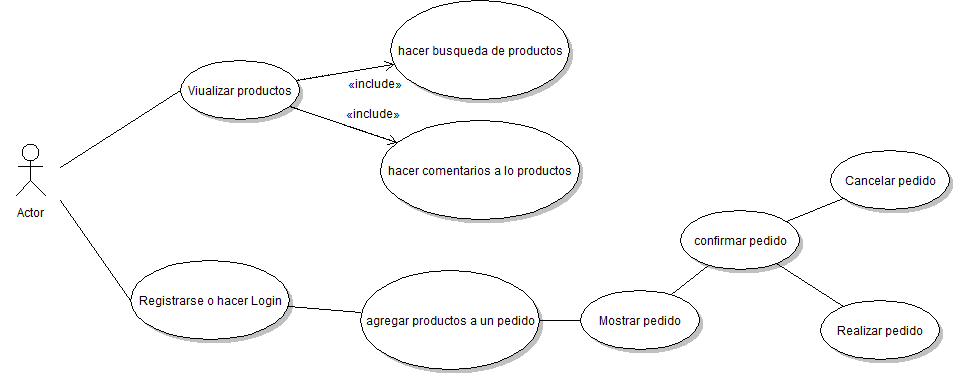 hacer busqueda de productos
Viualizar productos
«include»
«include»
hacer comentarios a lo productos
Actor
Cancelar pedido
confirmar pedido
Registrarse o hacer Login
agregar productos a un pedido
Mostrar pedido
Realizar pedido